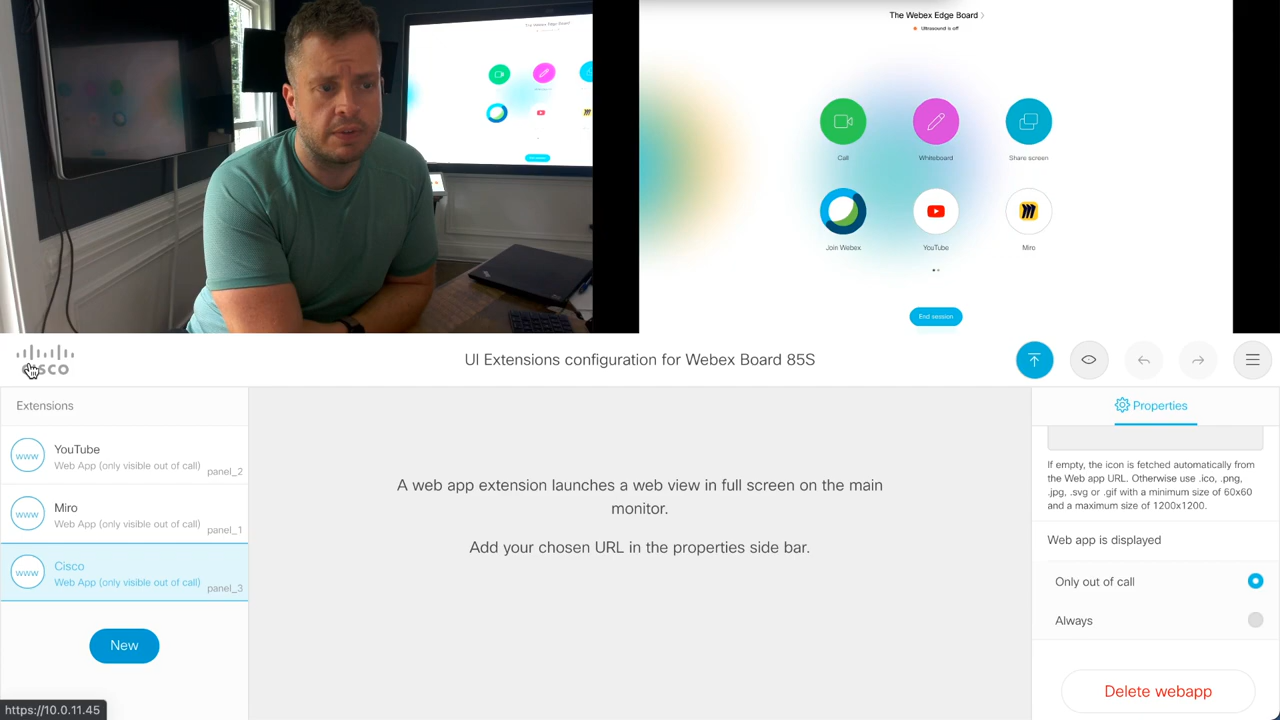 The Webex Edge Board
Ultrasound is off
Call
Whiteboard
Share screen
Join Webex
YouTube
Miro
End session
CISCO
UI Extensions configuration for Webex Board 85S
Extensions
Properties
www
YouTube
Web App (only visible out of call)
panel_2
www
Miro
Web App (only visible out of call)
panel_1
www
Cisco
Web App (only visible out of call)
panel_3
New
A web app extension launches a web view in full screen on the main
monitor.
Add your chosen URL in the properties side bar.
If empty, the icon is fetched automatically from
the Web app URL. Otherwise use .ico, .png,
.jpg, .svg or .gif with a minimum size of 60x60
and a maximum size of 1200x1200.
Web app is displayed
Only out of call
Always
Delete webapp
https://10.0.11.45